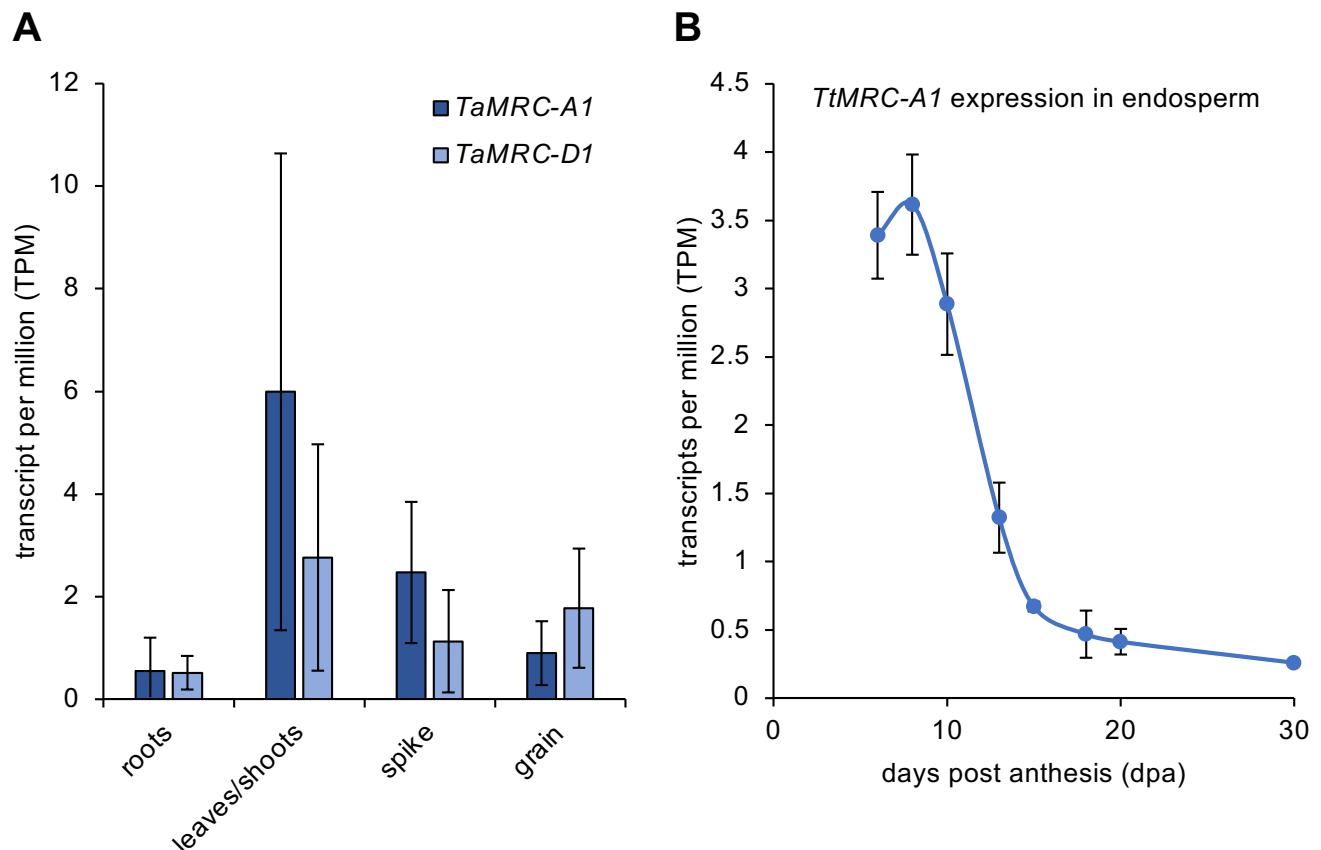 A
transcript per million (TPM)
12
10
8
6
4
2
0
TaMRC-A1
TaMRC-D1
roots
leaves/shoots
spike
grain
B
transcripts per million (TPM)
4.5
4
3.5
3
2.5
2
1.5
1
0.5
0
TtMRC-A1 expression in endosperm
0
10
20
30
days post anthesis (dpa)